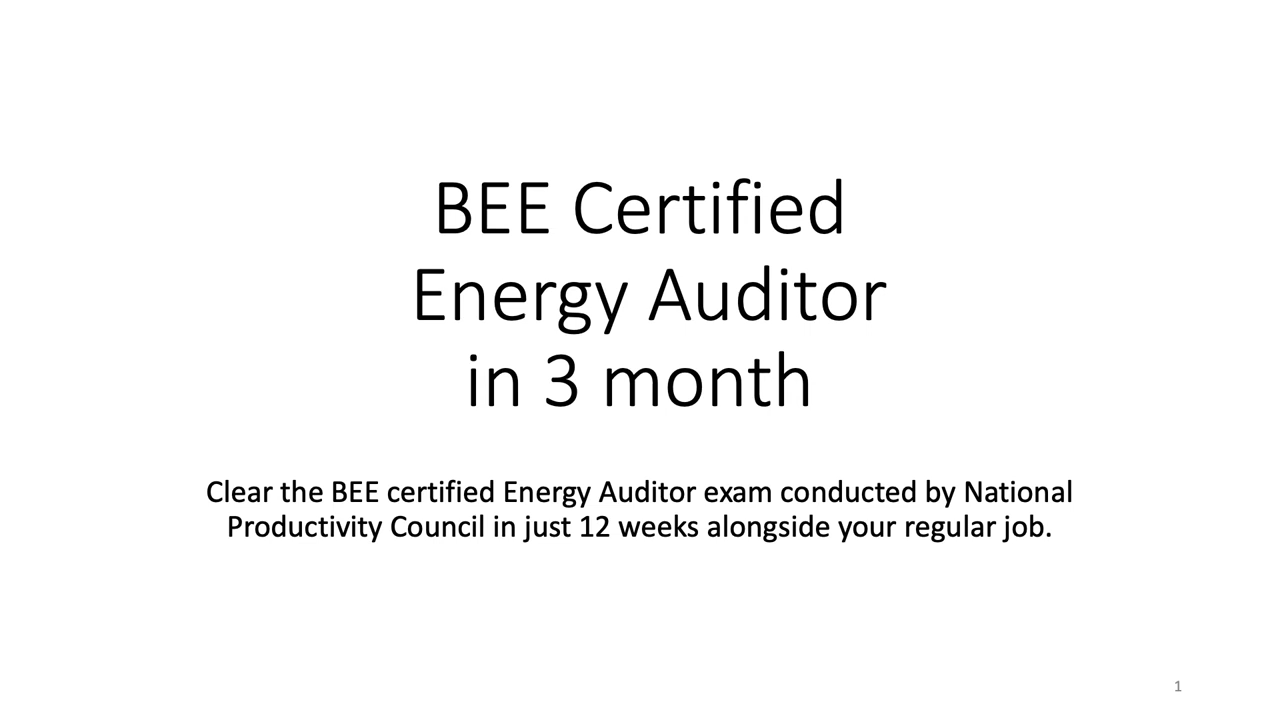 BEE Certified
Energy Auditor
in 3 month
Clear the BEE certified Energy Auditor exam conducted by National
Productivity Council in just 12 weeks alongside your regular job.
1